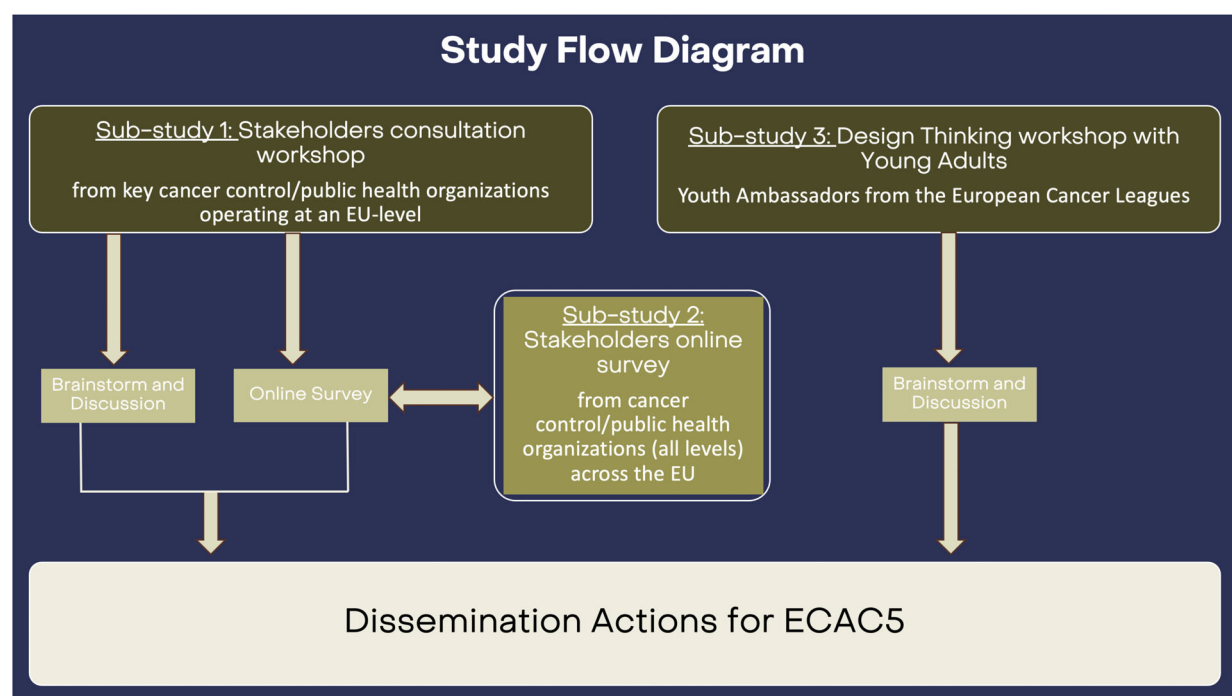 Study Flow Diagram
Sub-study 1: Stakeholders consultation
workshop
from key cancer control/public health organizations
operating at an EU-level
Sub-study 3: Design Thinking workshop with
Young Adults
Youth Ambassadors from the European Cancer Leagues
Sub-study 2:
Stakeholders online
survey
from cancer
control/public health
organizations (all levels)
across the EU
Brainstorm and
Discussion
Online Survey
Brainstorm and
Discussion
Dissemination Actions for ECAC5